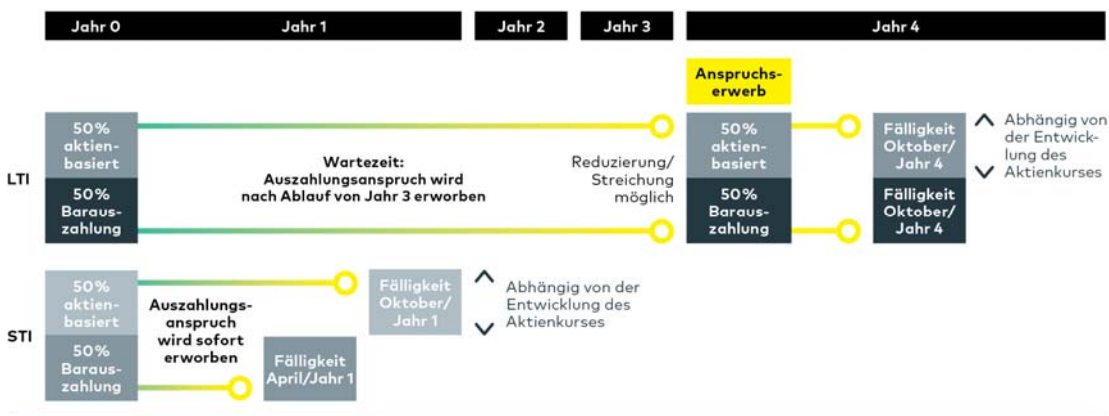 Jahr 0
Jahr 1
Jahr 2
Jahr 3
Jahr 4
Anspruchs-
erwerb
LTI
50%
aktien-
basiert
50%
Baraus-
zahlung
Wartezeit:
Auszahlungsanspruch wird
nach Ablauf von Jahr 3 erworben
Reduzierung/
Streichung
möglich
50%
aktien-
basiert
50%
Baraus-
zahlung
Fälligkeit
Oktober/
Jahr 4
Fälligkeit
Oktober/
Jahr 4
Abhängig von
der Entwick-
lung des
Aktienkurses
STI
50%
aktien-
basiert
50%
Baraus-
zahlung
Auszahlungs-
anspruch
wird sofort
erworben
Fälligkeit
Oktober/
Jahr 1
Abhängig von der
Entwicklung des
Aktienkurses
Fälligkeit
April/Jahr 1